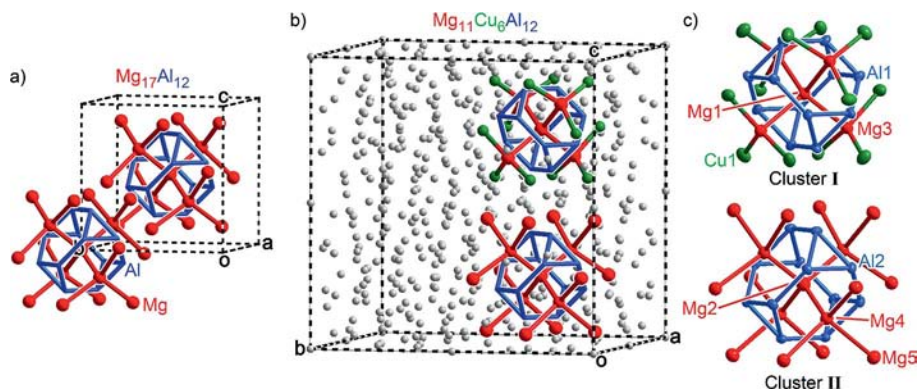 a)
Mg₁₇Al₁₂
c
o
o
a
Al
Mg
b)
Mg₁₁Cu₆Al₁₂
c
b
o
a
c)
Al1
Mg1
Mg3
Cu1
Cluster I
Al2
Mg2
Mg4
Mg5
Cluster II